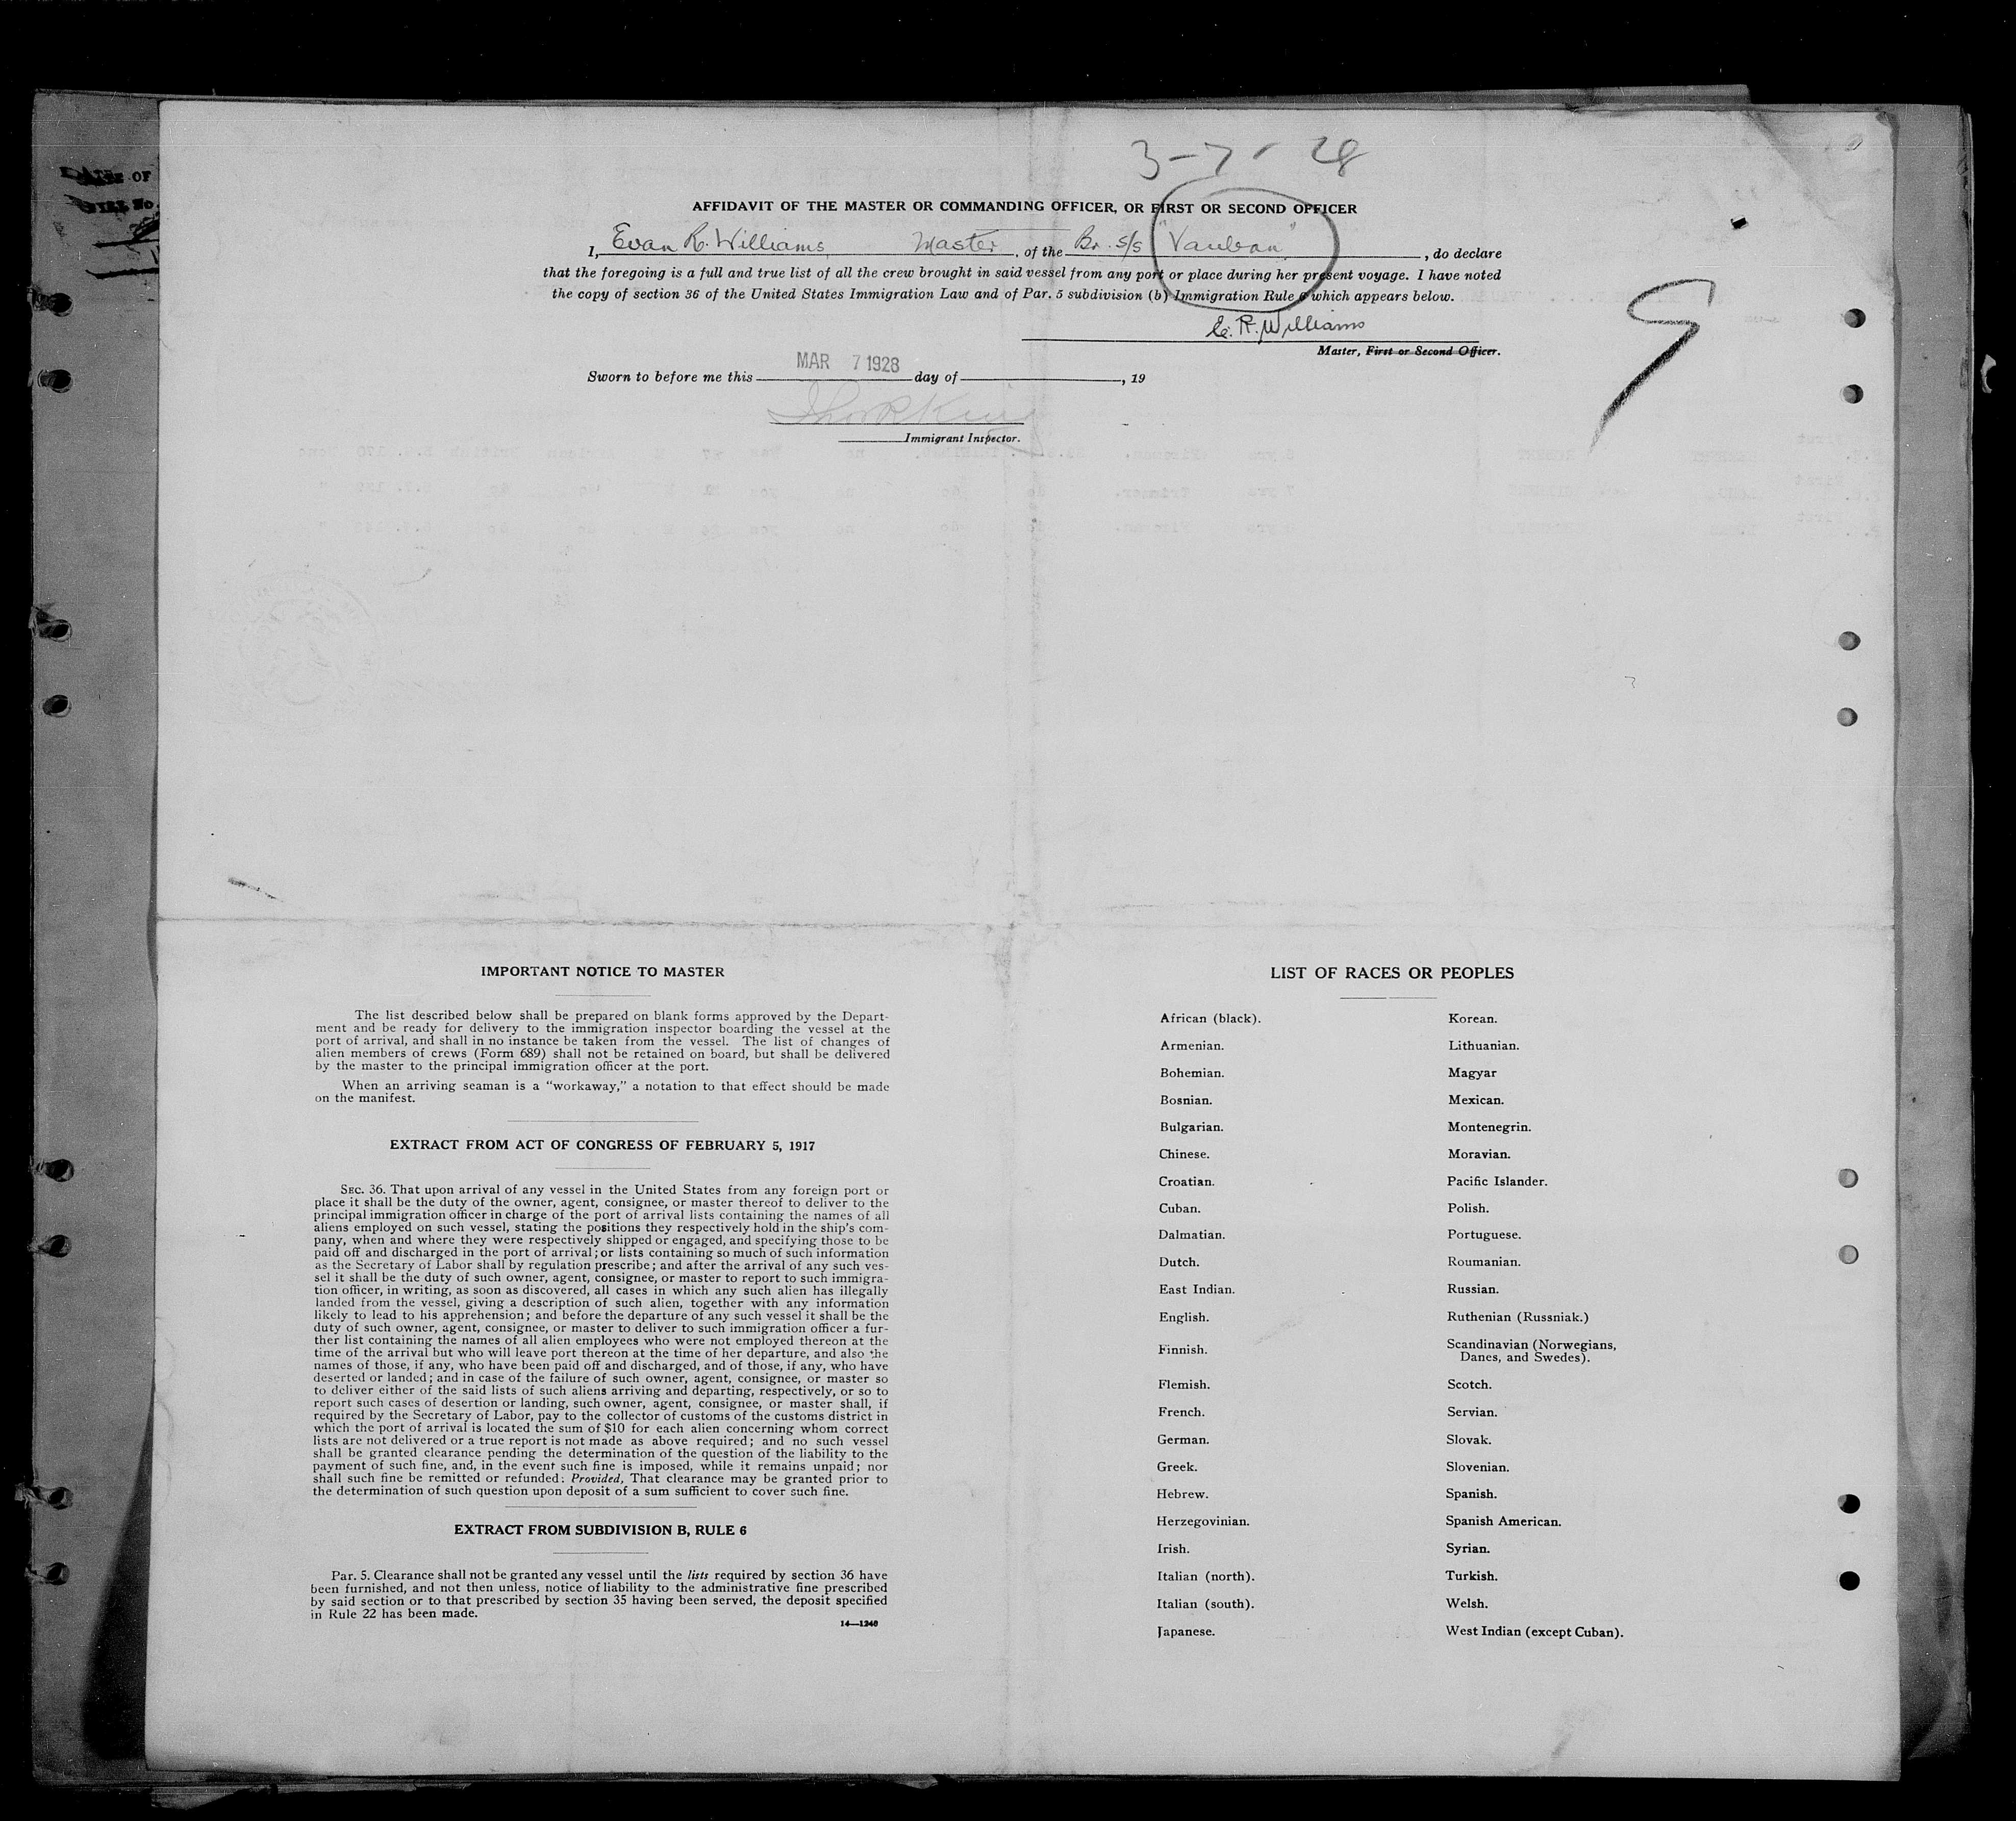 3-7-28
AFFIDAVIT OF THE MASTER OR COMMANDING OFFICER, OR FIRST OR SECOND OFFICER
I, Evan R. Williams, Master, of the Br. S/S "Vauban", do declare
that the foregoing is a full and true list of all the crew brought in said vessel from any port or place during her present voyage. I have noted
the copy of section 36 of the United States Immigration Law and of Par. 5 subdivision (b) Immigration Rule 6 which appears below.
E. R. Williams
Master, First or Second Officer.
MAR 7 1928
Sworn to before me this day of , 19
Immigrant Inspector.
IMPORTANT NOTICE TO MASTER
The list described below shall be prepared on blank forms approved by the Depart-
ment and be ready for delivery to the immigration inspector boarding the vessel at the
port of arrival, and shall in no instance be taken from the vessel. The list of changes of
alien members of crews (Form 689) shall not be retained on board, but shall be delivered
by the master to the principal immigration officer at the port.
When an arriving seaman is a "workaway," a notation to that effect should be made
on the manifest.
EXTRACT FROM ACT OF CONGRESS OF FEBRUARY 5, 1917
SEC. 36. That upon arrival of any vessel in the United States from any foreign port or
place it shall be the duty of the owner, agent, consignee, or master thereof to deliver to the
principal immigration officer in charge of the port of arrival lists containing the names of all
aliens employed on such vessel, stating the positions they respectively hold in the ship's com-
pany, when and where they were respectively shipped or engaged, and specifying those to be
paid off and discharged in the port of arrival; or lists containing so much of such information
as the Secretary of Labor shall by regulation prescribe; and after the arrival of any such ves-
sel it shall be the duty of such owner, agent, consignee, or master to report to such immigra-
tion officer, in writing, as soon as discovered, all cases in which any such alien has illegally
landed from the vessel, giving a description of such alien, together with any information
likely to lead to his apprehension; and before the departure of any such vessel it shall be the
duty of such owner, agent, consignee, or master to deliver to such immigration officer a fur-
ther list containing the names of all alien employees who were not employed thereon at the
time of the arrival but who will leave port thereon at the time of her departure, and also the
names of those, if any, who have been paid off and discharged, and of those, if any, who have
deserted or landed; and in case of the failure of such owner, agent, consignee, or master so
to deliver either of the said lists of such aliens arriving and departing, respectively, or so to
report such cases of desertion or landing, such owner, agent, consignee, or master shall, if
required by the Secretary of Labor, pay to the collector of customs of the customs district in
which the port of arrival is located the sum of $10 for each alien concerning whom correct
lists are not delivered or a true report is not made as above required; and no such vessel
shall be granted clearance pending the determination of the question of the liability to the
payment of such fine, and, in the event such fine is imposed, while it remains unpaid; nor
shall such fine be remitted or refunded: Provided, That clearance may be granted prior to
the determination of such question upon deposit of a sum sufficient to cover such fine.
EXTRACT FROM SUBDIVISION B, RULE 6
Par. 5. Clearance shall not be granted any vessel until the lists required by section 36 have
been furnished, and not then unless, notice of liability to the administrative fine prescribed
by said section or to that prescribed by section 35 having been served, the deposit specified
in Rule 22 has been made.
14—1240
LIST OF RACES OR PEOPLES
African (black).
Armenian.
Bohemian.
Bosnian.
Bulgarian.
Chinese.
Croatian.
Cuban.
Dalmatian.
Dutch.
East Indian.
English.
Finnish.
Flemish.
French.
German.
Greek.
Hebrew.
Herzegovinian.
Irish.
Italian (north).
Italian (south).
Japanese.
Korean.
Lithuanian.
Magyar
Mexican.
Montenegrin.
Moravian.
Pacific Islander.
Polish.
Portuguese.
Roumanian.
Russian.
Ruthenian (Russniak.)
Scandinavian (Norwegians,
Danes, and Swedes).
Scotch.
Servian.
Slovak.
Slovenian.
Spanish.
Spanish American.
Syrian.
Turkish.
Welsh.
West Indian (except Cuban).